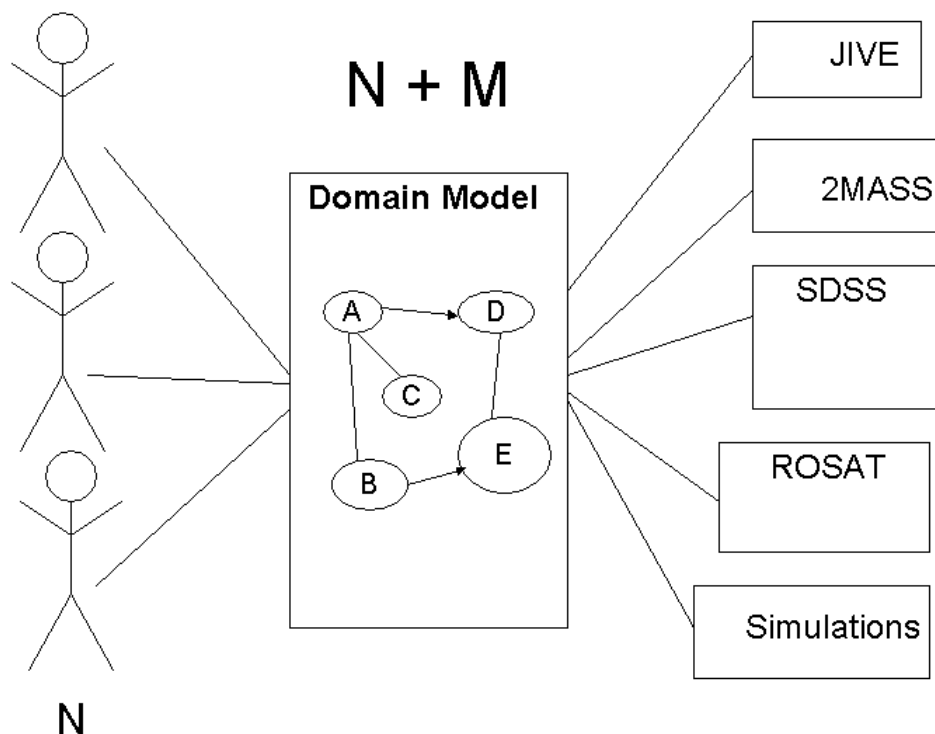 N + M
JIVE
2MASS
Domain Model
SDSS
A
D
C
B
E
ROSAT
Simulations
N